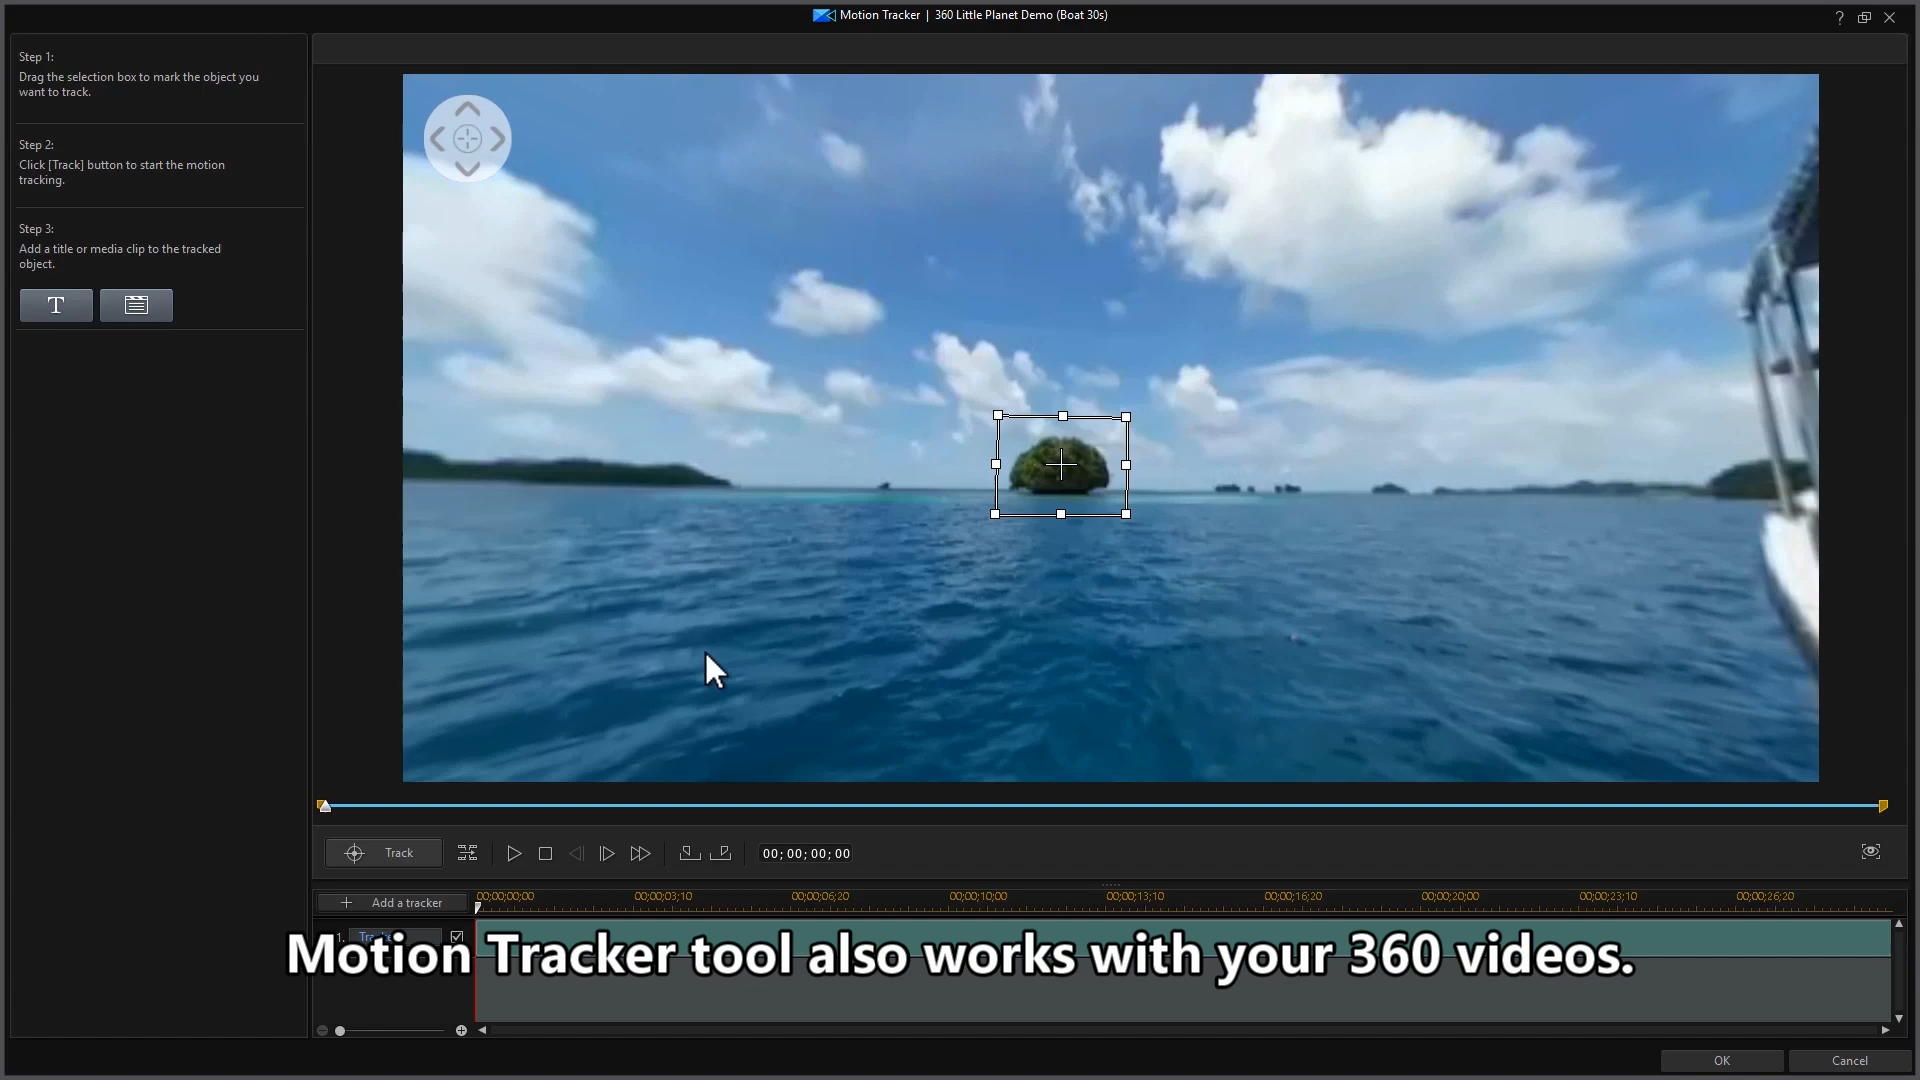 Motion Tracker | 360 Little Planet Demo (Boat 30s)
?
Step 1:
Drag the selection box to mark the object you
want to track.
Step 2:
Click [Track] button to start the motion
tracking.
Step 3:
Add a title or media clip to the tracked
object.
T
Track
00; 00; 00; 00
Add a tracker
00;00;00;00 00;00;03;10 00;00;06;20 00;00;10;00 00;00;13;10 00;00;16;20 00;00;20;00 00;00;23;10 00;00;26;20
1.
Motion Tracker tool also works with your 360 videos.
OK Cancel